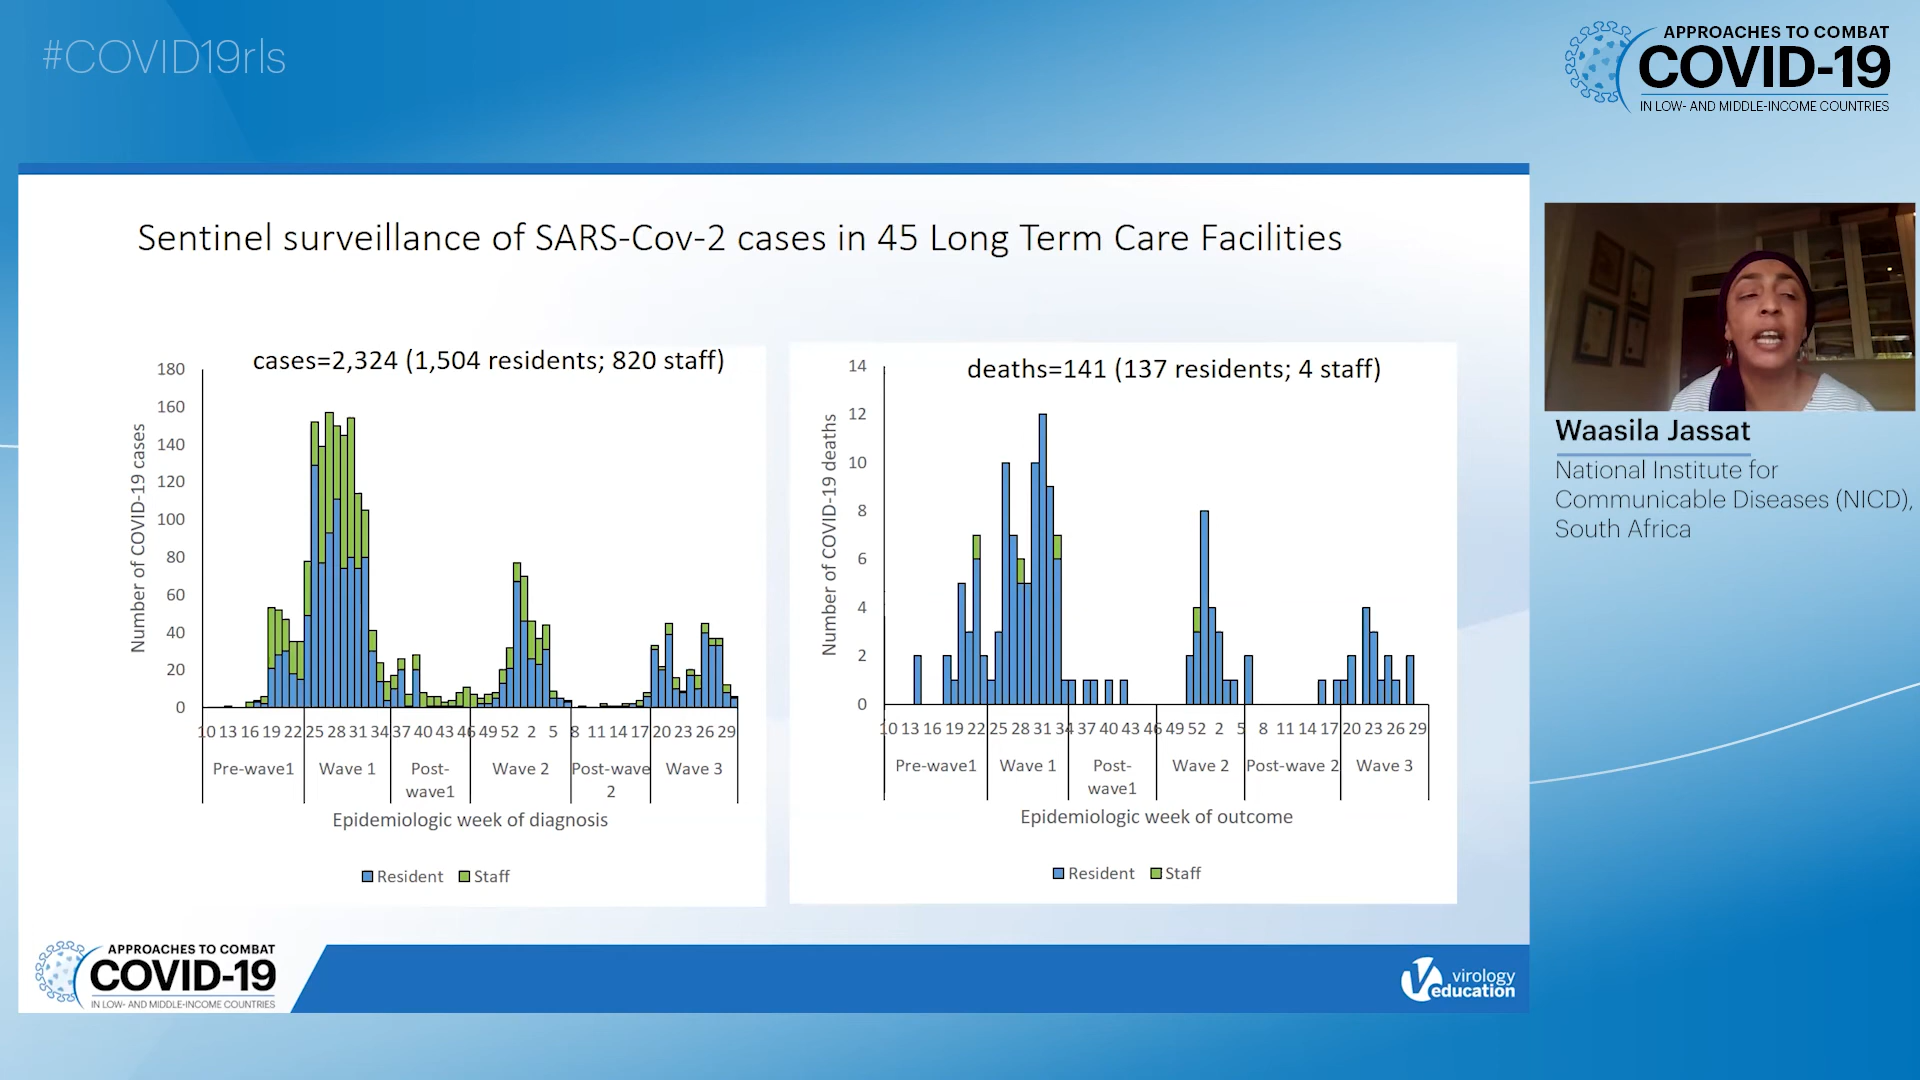 #COVID19rls
APPROACHES TO COMBAT
COVID-19
IN LOW- AND MIDDLE-INCOME COUNTRIES
Sentinel surveillance of SARS-Cov-2 cases in 45 Long Term Care Facilities
cases=2,324 (1,504 residents; 820 staff)
Number of COVID-19 cases
180
160
140
120
100
80
60
40
20
0
10 13 16 19 22 25 28 31 34 37 40 43 46 49 52 2 5 8 11 14 17 20 23 26 29
Pre-wave1 Wave 1 Post-wave1 Wave 2 Post-wave 2 Wave 3
Epidemiologic week of diagnosis
Resident Staff
deaths=141 (137 residents; 4 staff)
Number of COVID-19 deaths
14
12
10
8
6
4
2
0
10 13 16 19 22 25 28 31 34 37 40 43 46 49 52 2 5 8 11 14 17 20 23 26 29
Pre-wave1 Wave 1 Post-wave1 Wave 2 Post-wave 2 Wave 3
Epidemiologic week of outcome
Resident Staff
Waasila Jassat
National Institute for
Communicable Diseases (NICD),
South Africa
APPROACHES TO COMBAT
COVID-19
IN LOW- AND MIDDLE-INCOME COUNTRIES
virology
education